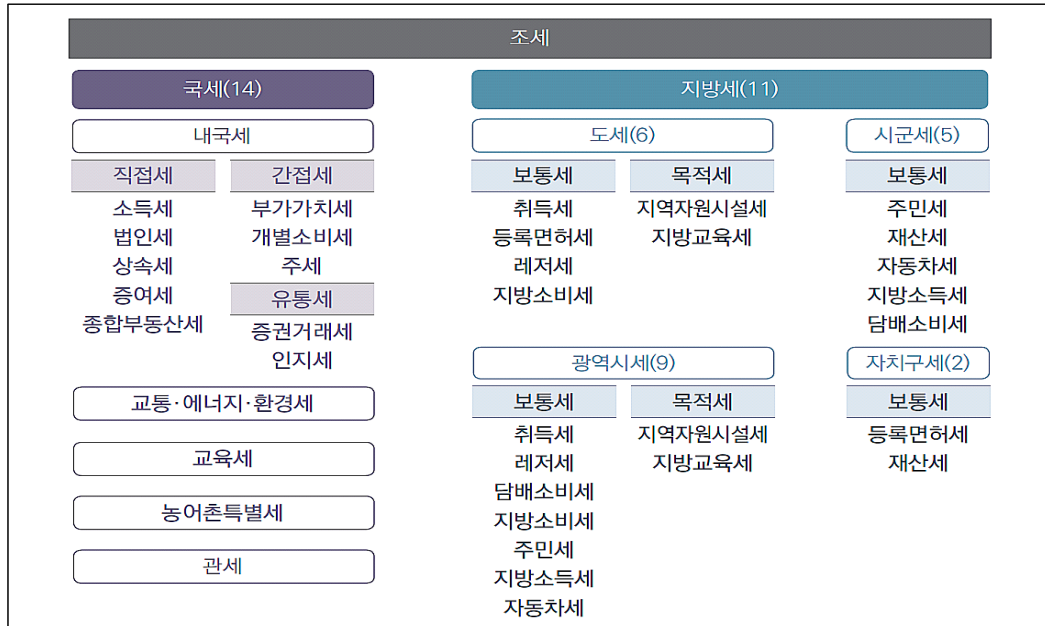 조세
국세(14)
내국세
직접세
소득세
법인세
상속세
증여세
종합부동산세
간접세
부가가치세
개별소비세
주세
유통세
증권거래세
인지세
교통·에너지·환경세
교육세
농어촌특별세
관세
지방세(11)
도세(6)
보통세
취득세
등록면허세
레저세
지방소비세
목적세
지역자원시설세
지방교육세
시군세(5)
보통세
주민세
재산세
자동차세
지방소득세
담배소비세
광역시세(9)
보통세
취득세
레저세
담배소비세
지방소비세
주민세
지방소득세
자동차세
목적세
지역자원시설세
지방교육세
자치구세(2)
보통세
등록면허세
재산세